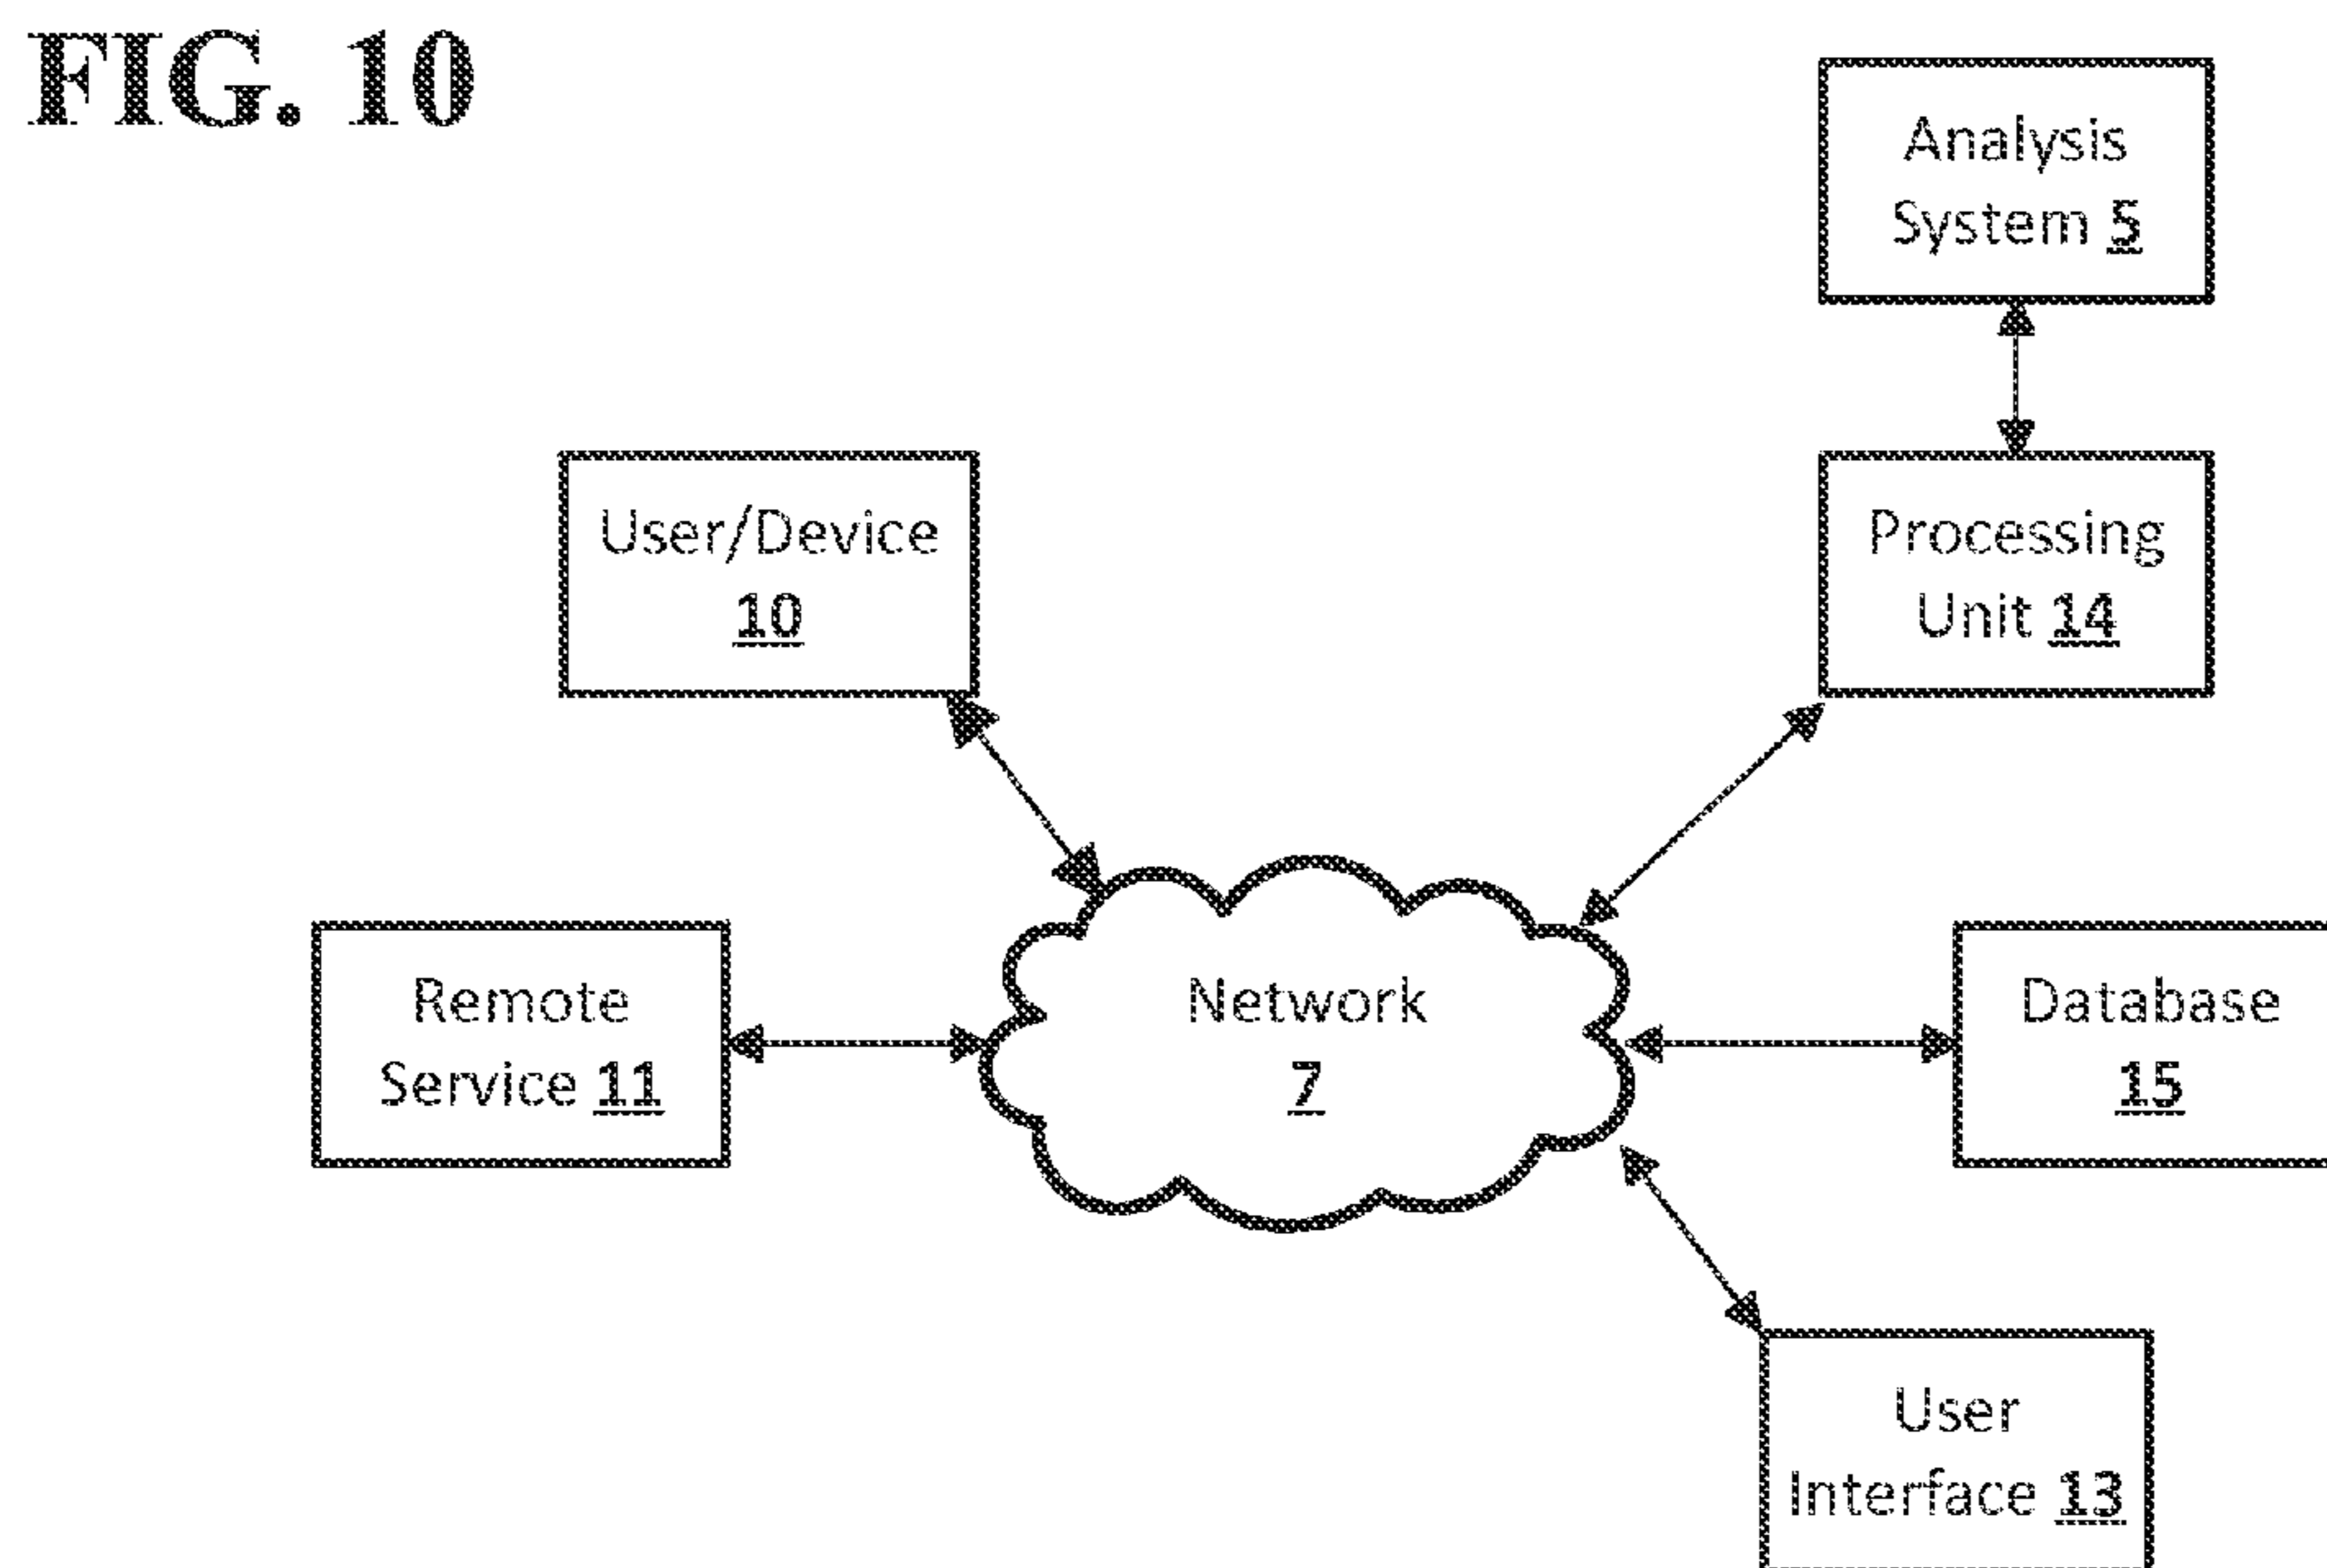 FIG. 10
Analysis
System 5
User/Device
10
Processing
Unit 14
Remote
Service 11
Network
7
Database
15
User
Interface 13